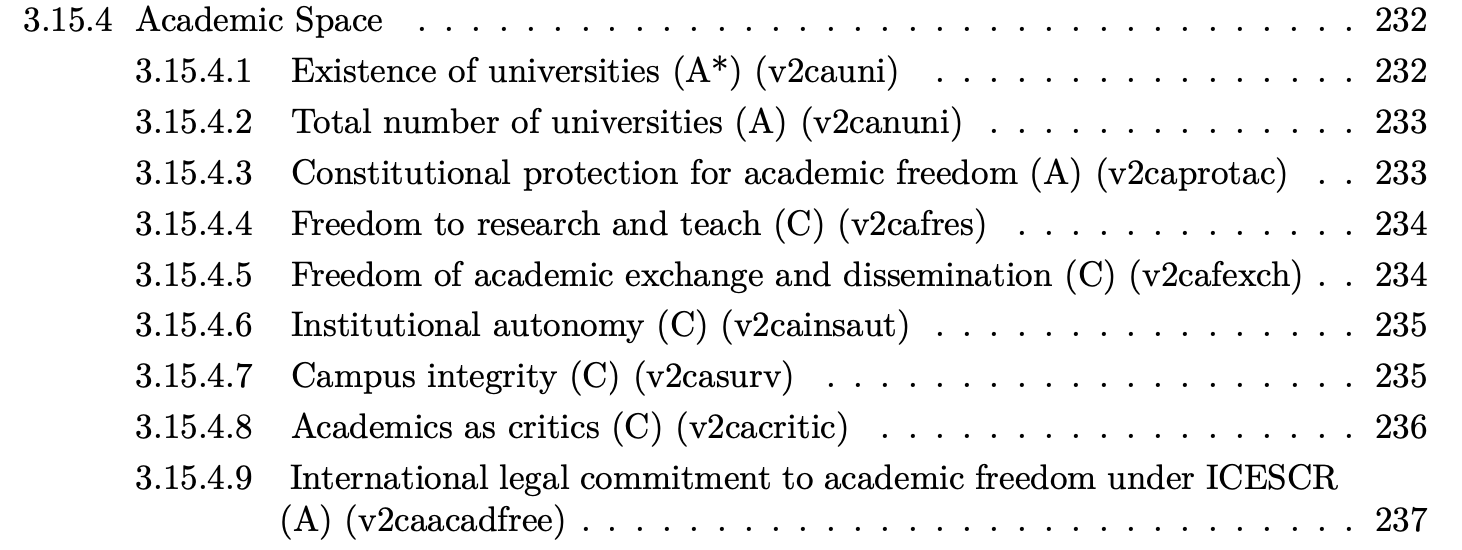 3.15.4 Academic Space . . . . . . . . . . . . . . . . . . . . . . . . . . . . . . . . . . . 232
3.15.4.1 Existence of universities (A*) (v2cauni) . . . . . . . . . . . . . . . . 232
3.15.4.2 Total number of universities (A) (v2canuni) . . . . . . . . . . . . . . 233
3.15.4.3 Constitutional protection for academic freedom (A) (v2caprotac) . . 233
3.15.4.4 Freedom to research and teach (C) (v2cafres) . . . . . . . . . . . . . 234
3.15.4.5 Freedom of academic exchange and dissemination (C) (v2cafexch) . . 234
3.15.4.6 Institutional autonomy (C) (v2cainsaut) . . . . . . . . . . . . . . . . 235
3.15.4.7 Campus integrity (C) (v2casurv) . . . . . . . . . . . . . . . . . . . . 235
3.15.4.8 Academics as critics (C) (v2cacritic) . . . . . . . . . . . . . . . . . . 236
3.15.4.9 International legal commitment to academic freedom under ICESCR
(A) (v2caacadfree) . . . . . . . . . . . . . . . . . . . . . . . . . . . . . 237